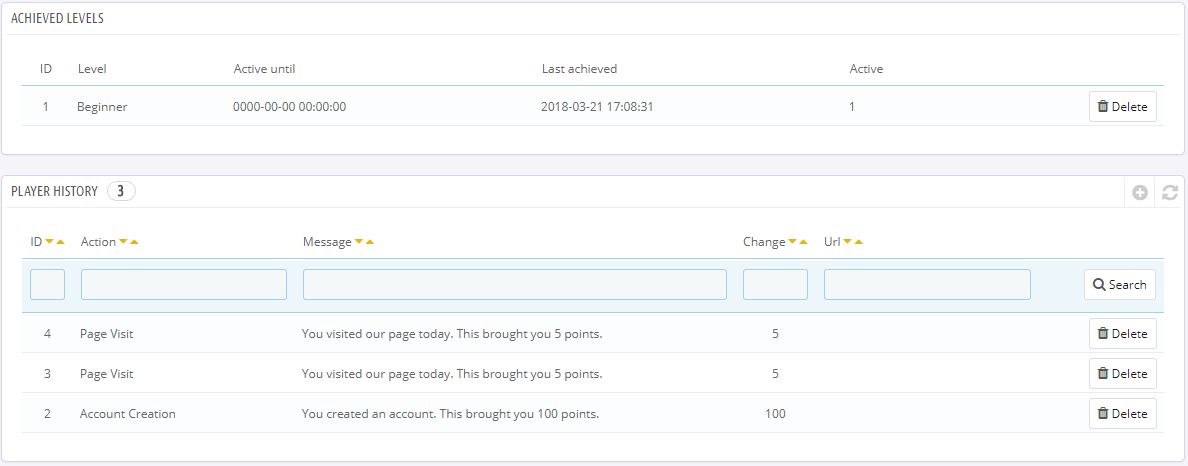 ACHIEVED LEVELS
ID Level Active until Last achieved Active
1 Beginner 0000-00-00 00:00:00 2018-03-21 17:08:31 1 Delete
PLAYER HISTORY 3
ID Action Message Change Url
Search
4 Page Visit You visited our page today. This brought you 5 points. 5 Delete
3 Page Visit You visited our page today. This brought you 5 points. 5 Delete
2 Account Creation You created an account. This brought you 100 points. 100 Delete